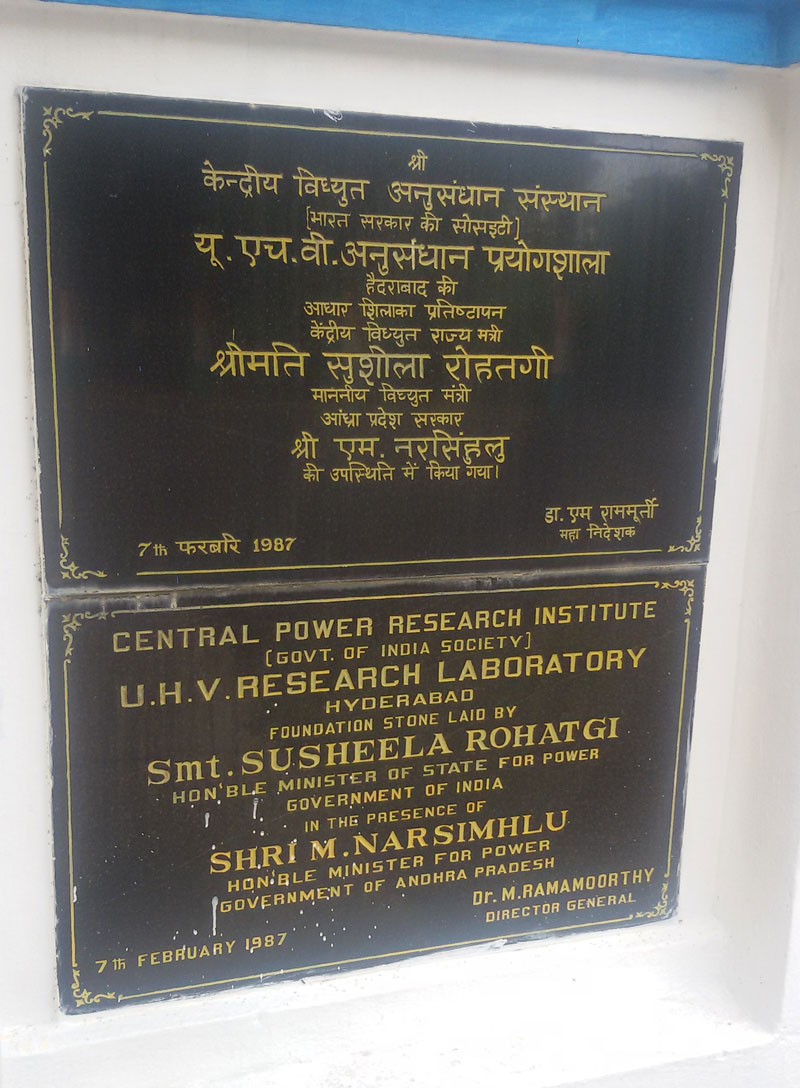 श्री
केन्द्रीय विध्युत अनुसंधान संस्थान
[भारत सरकार की सोसइटी]
यू.एच.वी.अनुसंधान प्रयोगशाला
हैदराबाद की
आधार शिलाका प्रतिष्टापन
केंद्रीय विध्युत राज्य मत्री
श्रीमति सुशीला रोहतगी
माननीय विध्युत मंत्री
आंध्रा प्रदेश सरकार
श्री एम. नरसिंहलु
की उपस्थिति में किया गया।
डा. एम राममूर्ती
महा निदेशक
7th फरबरि 1987
CENTRAL POWER RESEARCH INSTITUTE
[GOVT. OF INDIA SOCIETY]
U.H.V. RESEARCH LABORATORY
HYDERABAD
FOUNDATION STONE LAID BY
Smt. SUSHEELA ROHATGI
HON'BLE MINISTER OF STATE FOR POWER
GOVERNMENT OF INDIA
IN THE PRESENCE OF
SHRI M. NARSIMHLU
HON'BLE MINISTER FOR POWER
GOVERNMENT OF ANDHRA PRADESH
Dr. M. RAMAMOORTHY
DIRECTOR GENERAL
7th FEBRUARY 1987